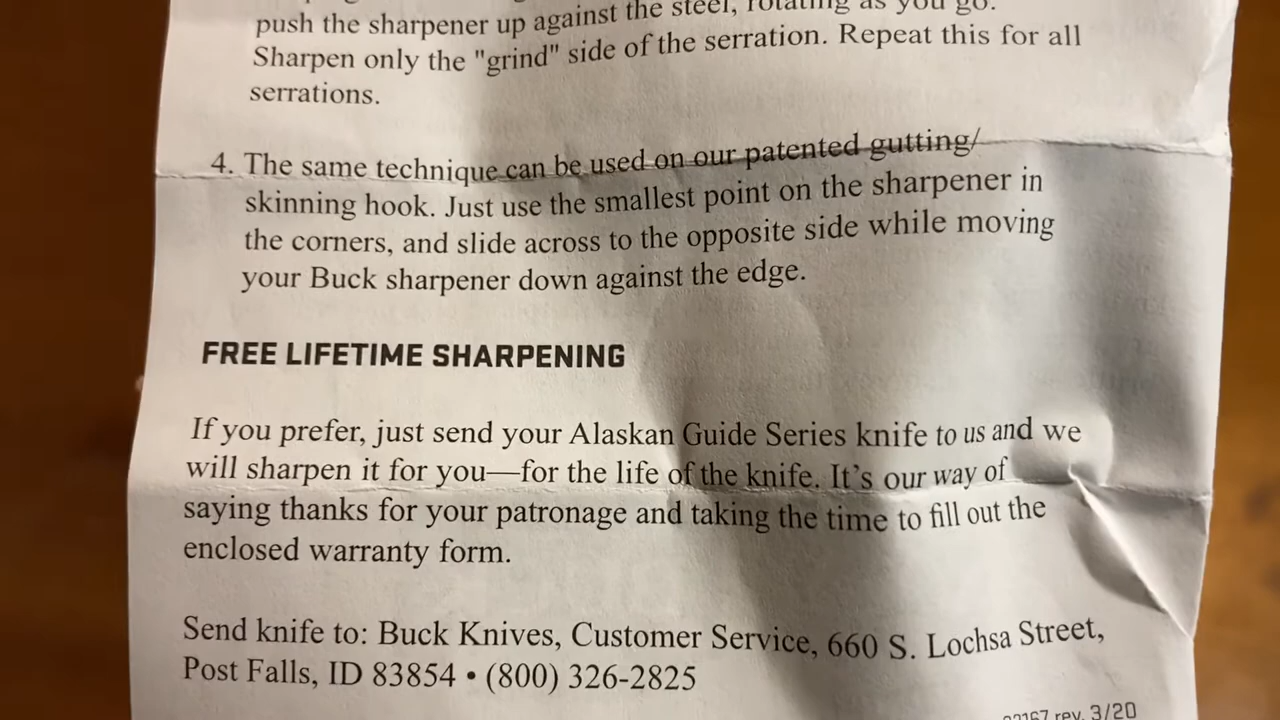 push the sharpener up against the steel, rotating as you go.
Sharpen only the "grind" side of the serration. Repeat this for all
serrations.
4. The same technique can be used on our patented gutting/
skinning hook. Just use the smallest point on the sharpener in
the corners, and slide across to the opposite side while moving
your Buck sharpener down against the edge.
FREE LIFETIME SHARPENING
If you prefer, just send your Alaskan Guide Series knife to us and we
will sharpen it for you—for the life of the knife. It's our way of
saying thanks for your patronage and taking the time to fill out the
enclosed warranty form.
Send knife to: Buck Knives, Customer Service, 660 S. Lochsa Street,
Post Falls, ID 83854 • (800) 326-2825
rev. 3/20